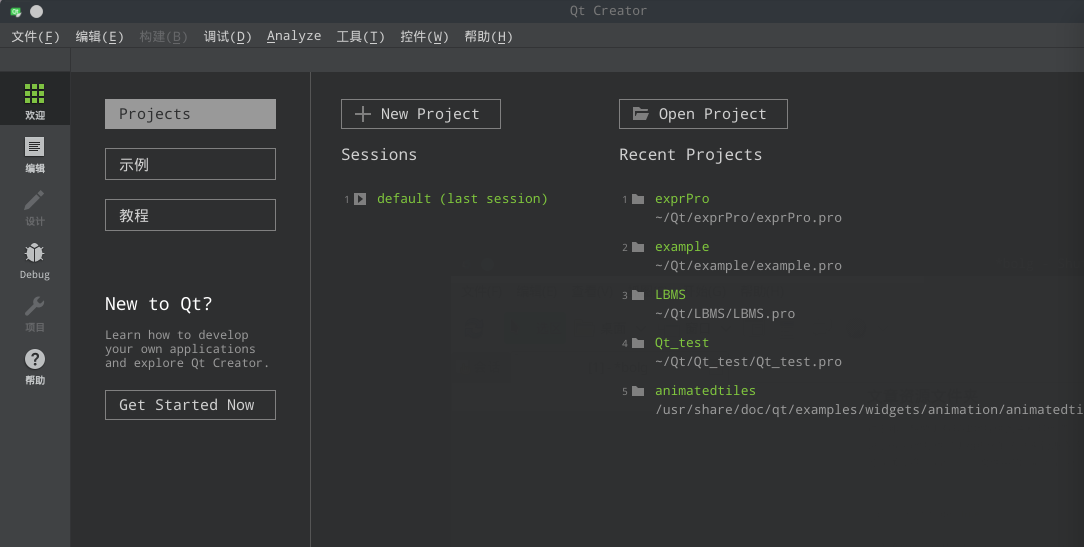 Qt Creator
文件(F) 编辑(E) 构建(B) 调试(D) Analyze 工具(T) 控件(W) 帮助(H)
欢迎
编辑
设计
Debug
项目
帮助
Projects
示例
教程
New to Qt?
Learn how to develop
your own applications
and explore Qt Creator.
Get Started Now
New Project
Sessions
1 default (last session)
Open Project
Recent Projects
1 exprPro
~/Qt/exprPro/exprPro.pro
2 example
~/Qt/example/example.pro
3 LBMS
~/Qt/LBMS/LBMS.pro
4 Qt_test
~/Qt/Qt_test/Qt_test.pro
5 animatedtiles
/usr/share/doc/qt/examples/widgets/animation/animatedti